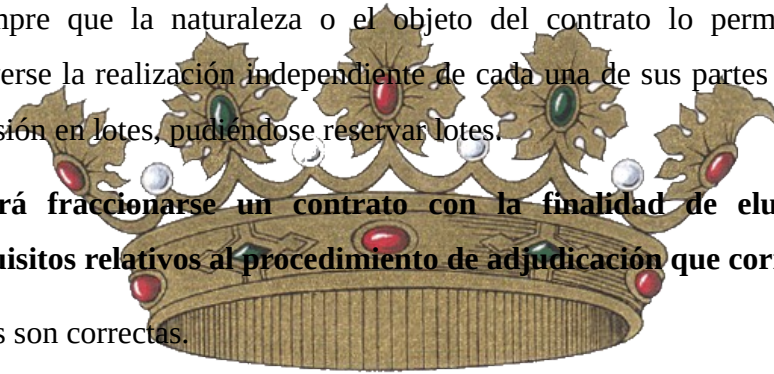 mpre que la naturaleza o el objeto del contrato lo perm
verse la realización independiente de cada una de sus partes
sión en lotes, pudiéndose reservar lotes.
rá fraccionarse un contrato con la finalidad de elu
uisitos relativos al procedimiento de adjudicación que corr
s son correctas.